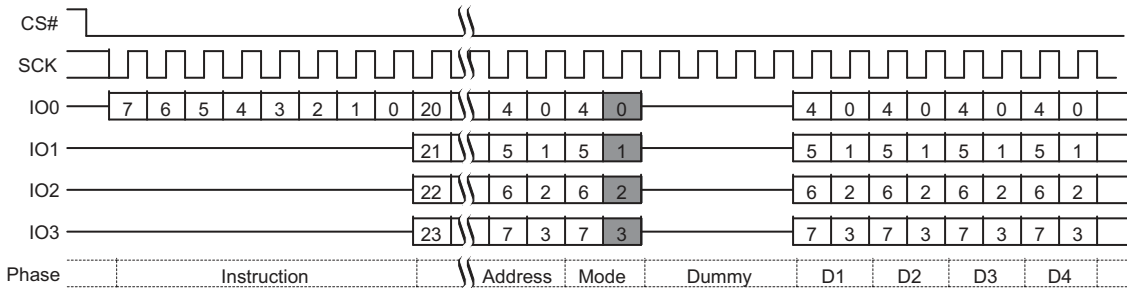 CS#
SCK
IO0 7 6 5 4 3 2 1 0 20 4 0 4 0 4 0 4 0 4 0 4 0
IO1 21 5 1 5 1 5 1 5 1 5 1 5 1
IO2 22 6 2 6 2 6 2 6 2 6 2 6 2
IO3 23 7 3 7 3 7 3 7 3 7 3 7 3
Phase Instruction Address Mode Dummy D1 D2 D3 D4